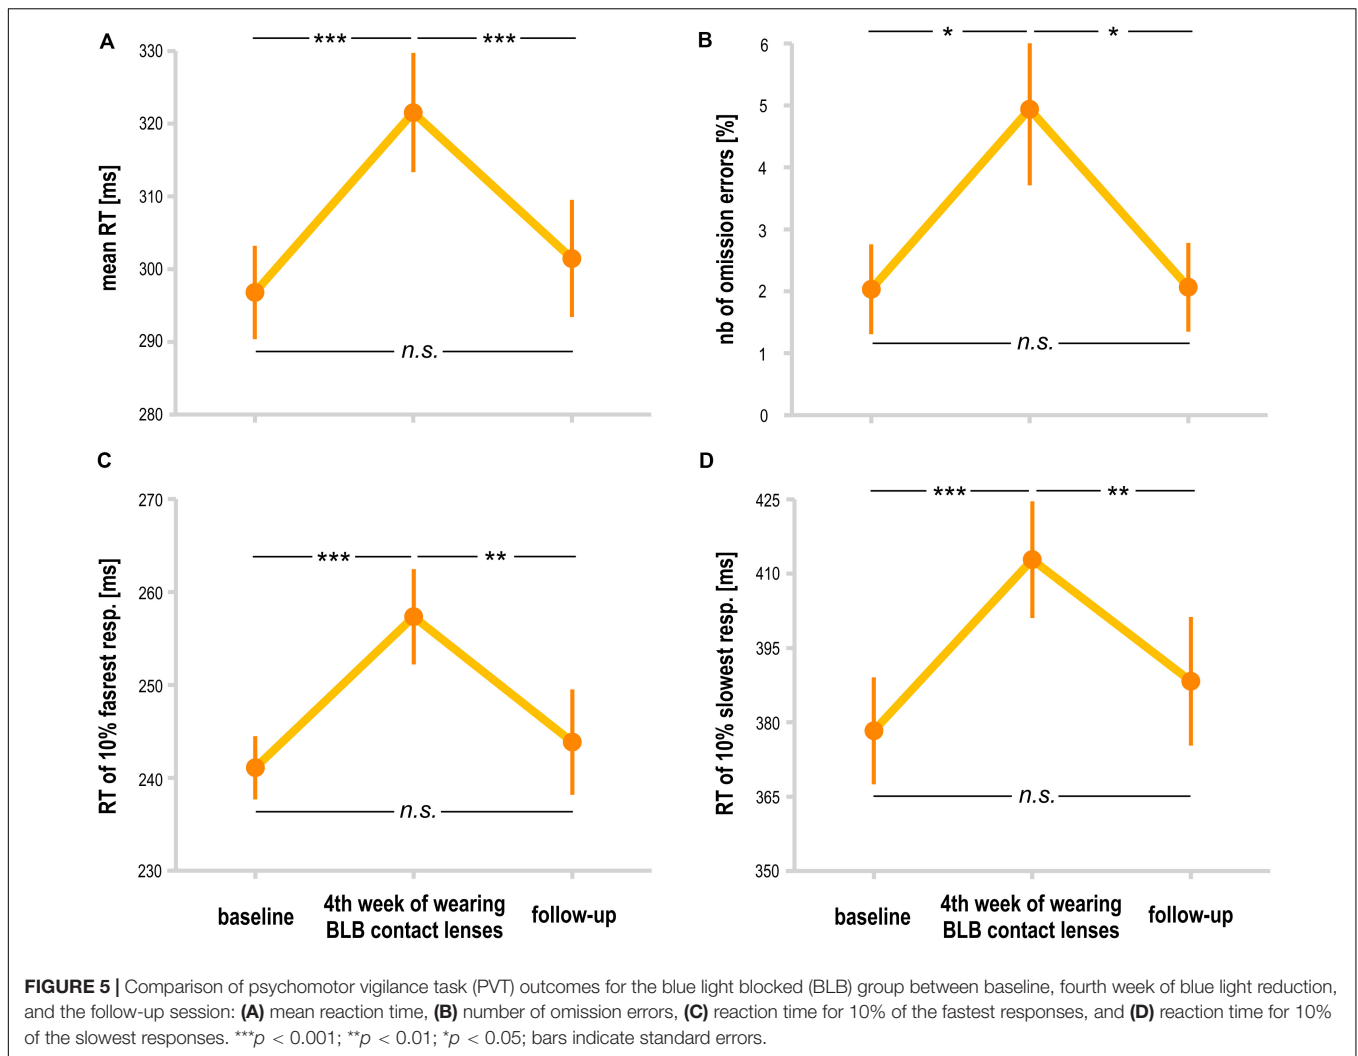 A
*** ***
330
320
310
300
290
280
mean RT [ms]
n.s.
B
* *
6
5
4
3
2
1
0
nb of omission errors [%]
n.s.
C
270
260
250
240
230
RT of 10% fasrest resp. [ms]
*** **
n.s.
baseline
4th week of wearing
BLB contact lenses
follow-up
D
*** **
425
410
395
380
365
350
RT of 10% slowest resp. [ms]
n.s.
baseline
4th week of wearing
BLB contact lenses
follow-up
FIGURE 5 | Comparison of psychomotor vigilance task (PVT) outcomes for the blue light blocked (BLB) group between baseline, fourth week of blue light reduction,
and the follow-up session: (A) mean reaction time, (B) number of omission errors, (C) reaction time for 10% of the fastest responses, and (D) reaction time for 10%
of the slowest responses. ***p < 0.001; **p < 0.01; *p < 0.05; bars indicate standard errors.